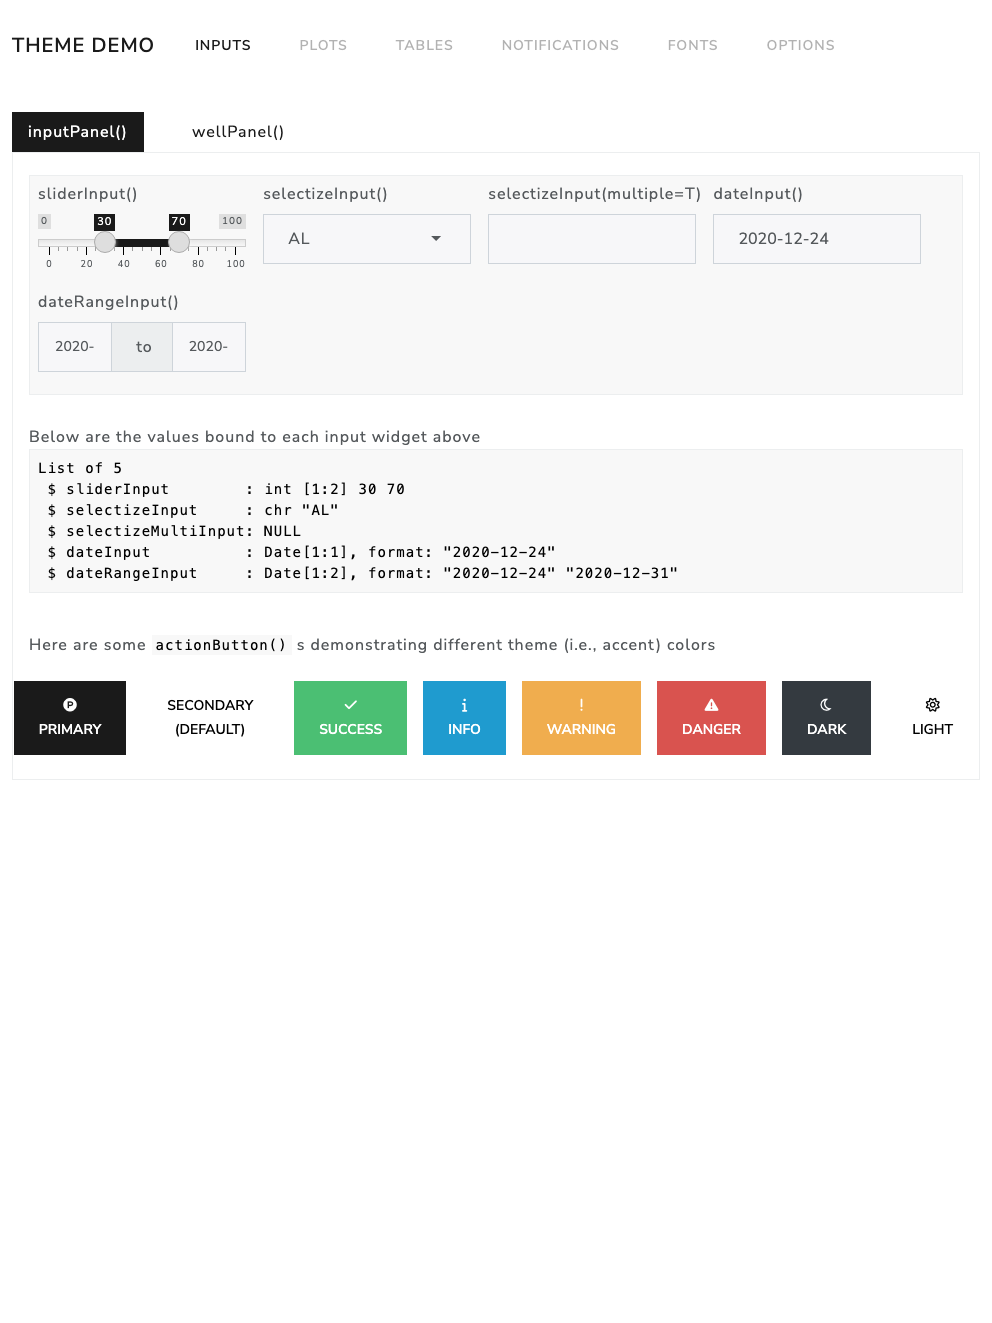 THEME DEMO INPUTS PLOTS TABLES NOTIFICATIONS FONTS OPTIONS
inputPanel() wellPanel()
sliderInput() selectizeInput() selectizeInput(multiple=T) dateInput()
0 30 70 100
AL 2020-12-24
0 20 40 60 80 100
dateRangeInput()
2020- to 2020-
Below are the values bound to each input widget above
List of 5
$ sliderInput : int [1:2] 30 70
$ selectizeInput : chr "AL"
$ selectizeMultiInput: NULL
$ dateInput : Date[1:1], format: "2020-12-24"
$ dateRangeInput : Date[1:2], format: "2020-12-24" "2020-12-31"
Here are some actionButton() s demonstrating different theme (i.e., accent) colors
PRIMARY
SECONDARY
(DEFAULT)
SUCCESS
INFO
WARNING
DANGER
DARK
LIGHT